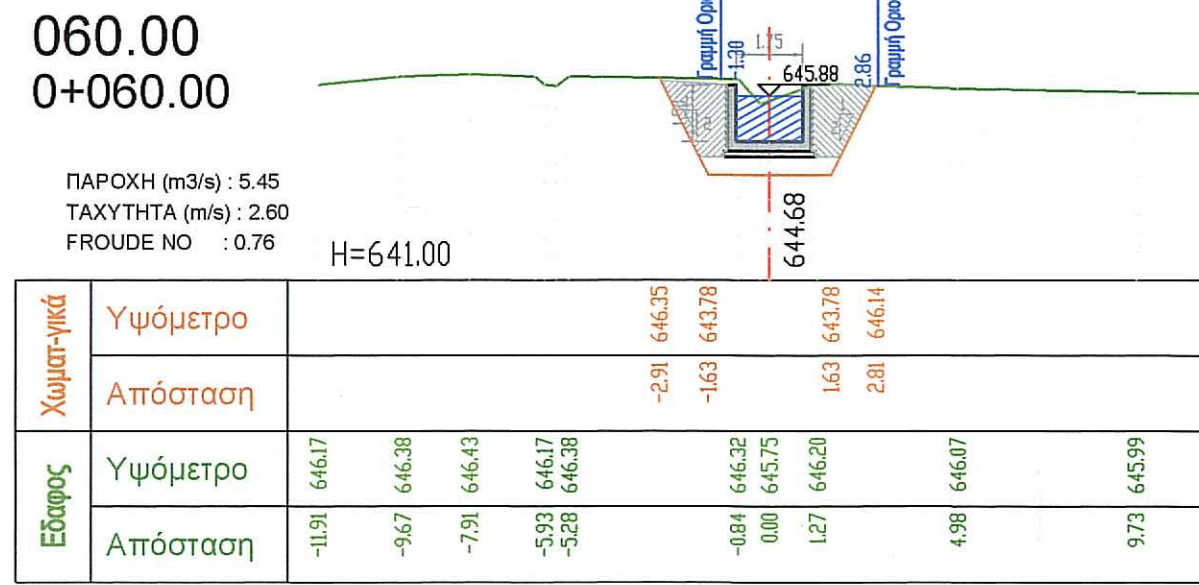 060.00
0+060.00
ΠΑΡΟΧΗ (m3/s) : 5.45
ΤΑΧΥΤΗΤΑ (m/s) : 2.60
FROUDE NO : 0.76
H=641.00
Γραμμή
1.30
1.75
645.88
2.86
Γραμμή
644.68
Χωματ-γικά
Υψόμετρο
646.35 643.78 643.78 646.14
Απόσταση
-2.91 -1.63 1.63 2.81
Εδαφος
Υψόμετρο
646.17 646.38 646.43 646.17 646.38 646.32 645.75 646.20 646.07 645.99
Απόσταση
-11.91 -9.67 -7.91 -5.93 -5.28 -0.84 0.00 1.27 4.98 9.73